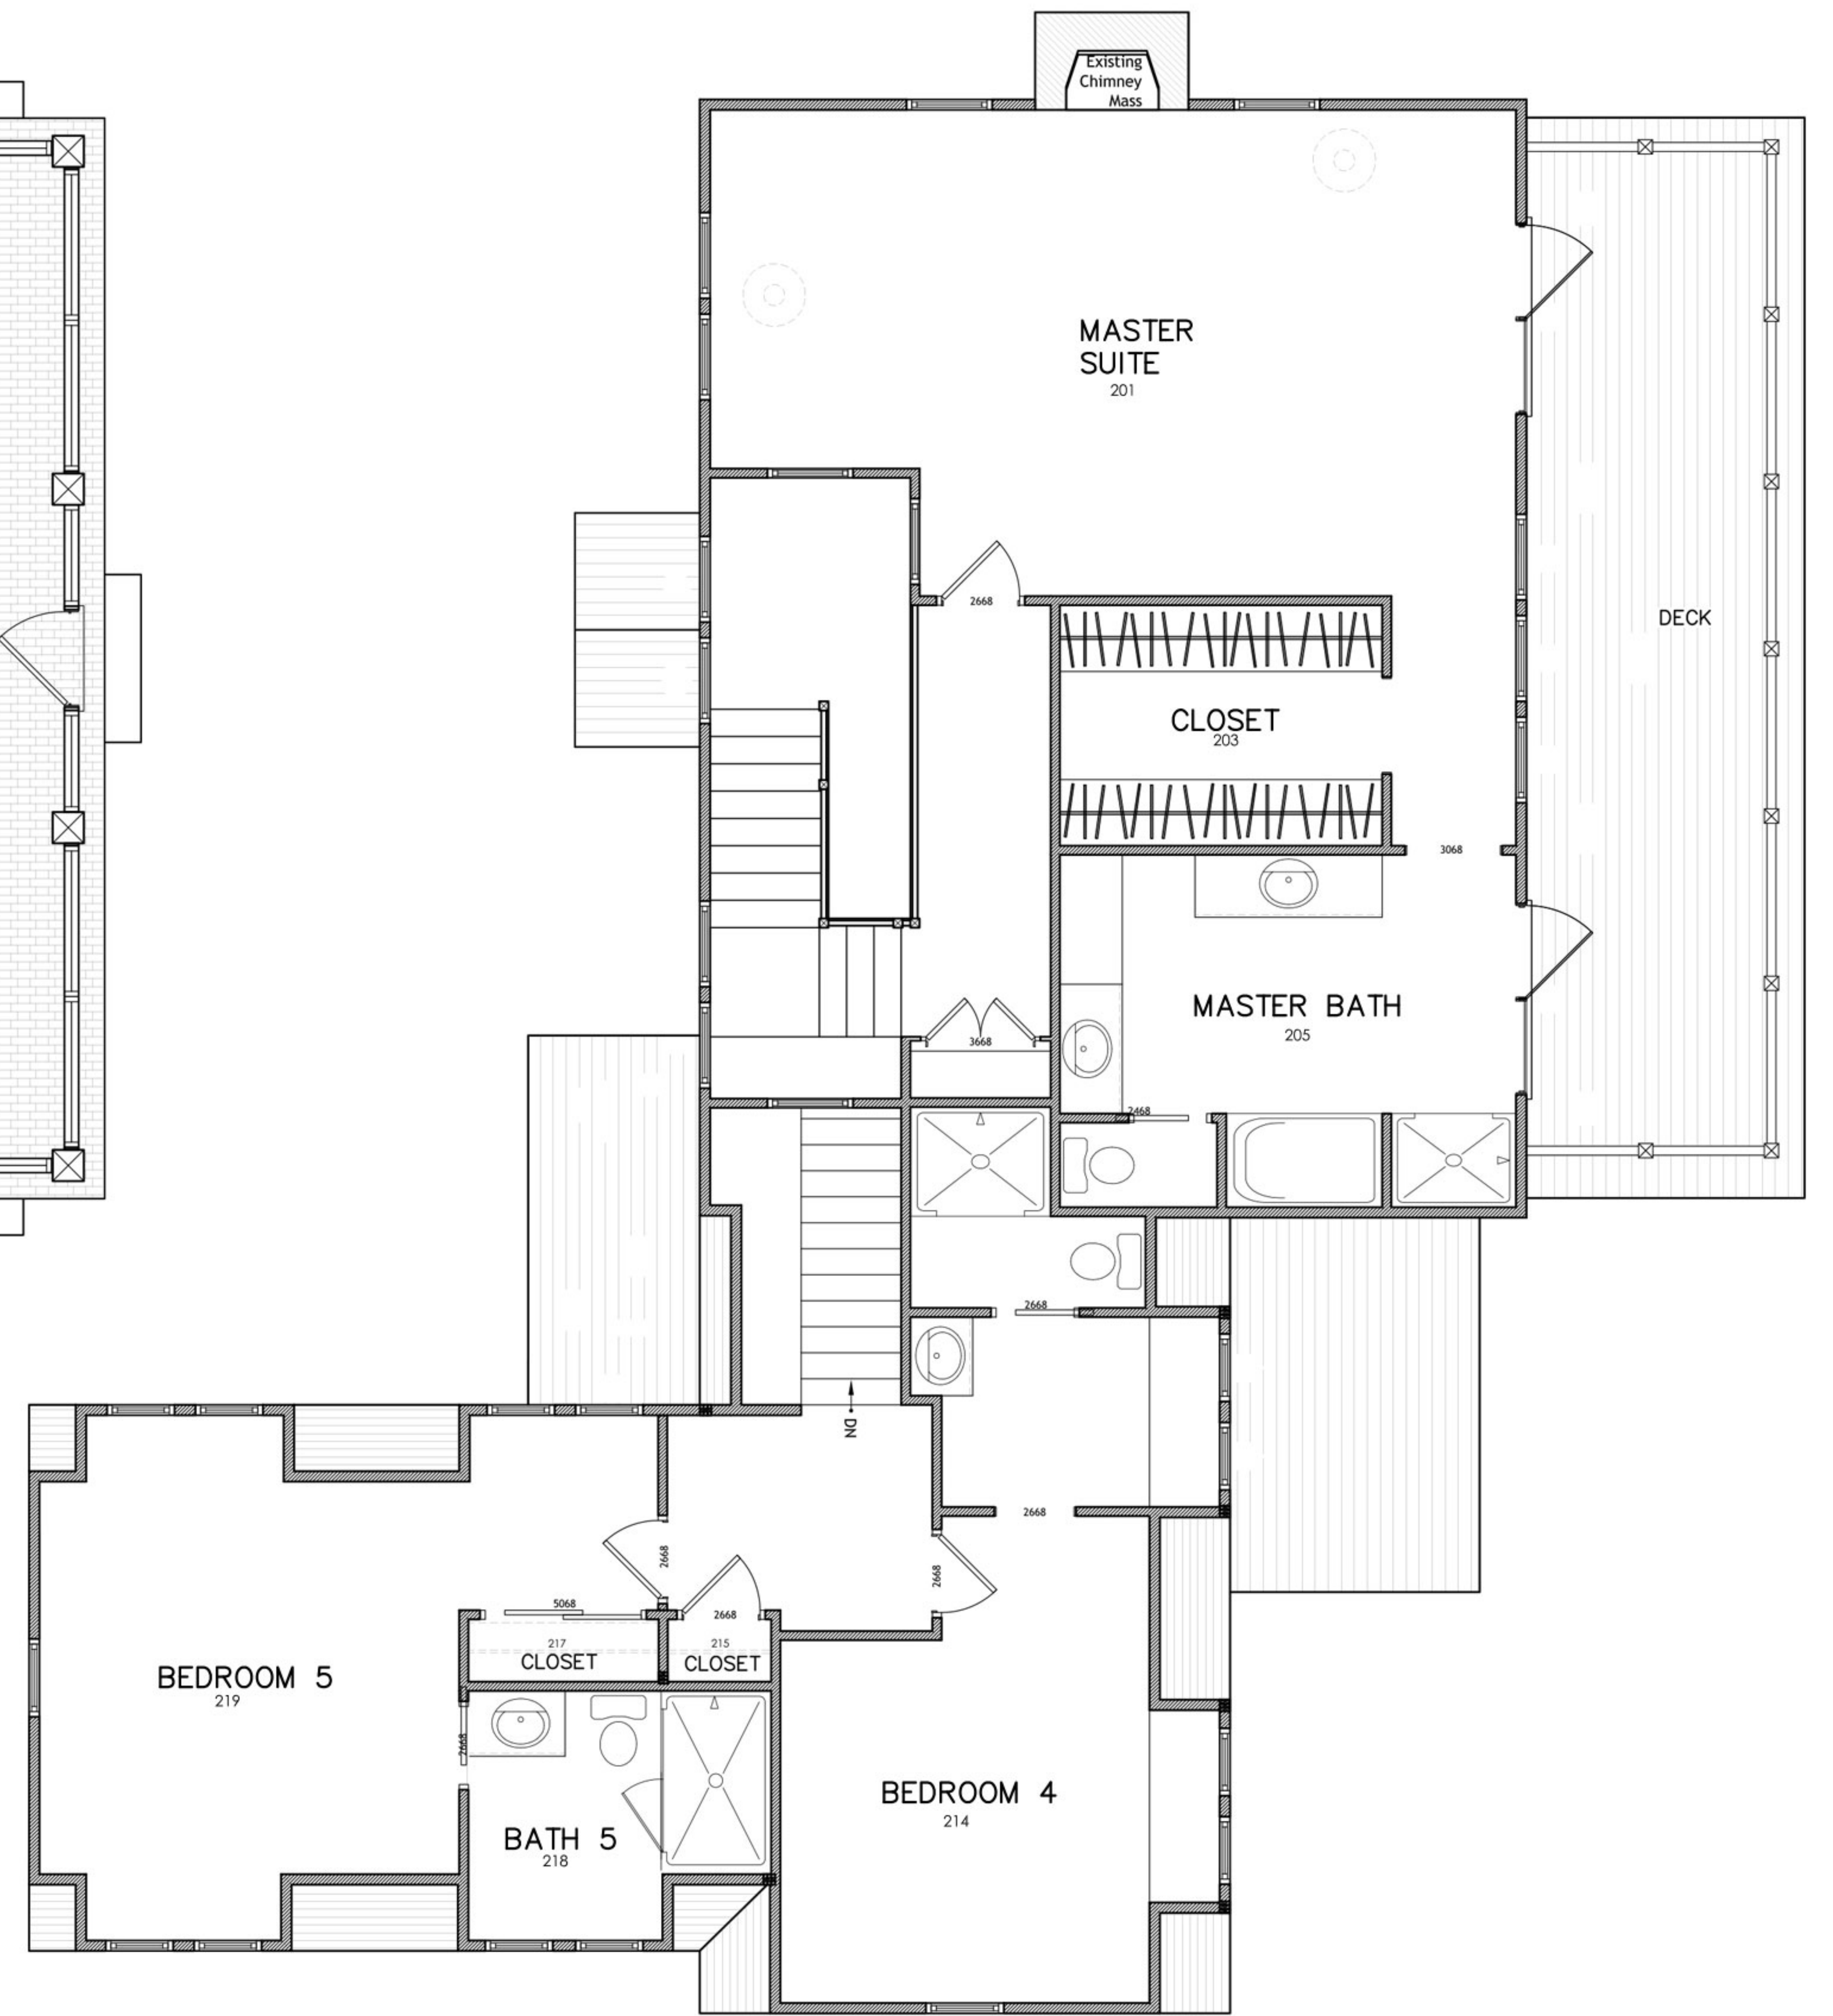 Existing
Chimney
Mass
MASTER
SUITE
201
2668
DECK
CLOSET
203
3068
MASTER BATH
205
3668
2468
2668
DN
2668
2668
2668
5068
2668
217
CLOSET
215
CLOSET
BEDROOM 5
219
2668
BEDROOM 4
214
BATH 5
218